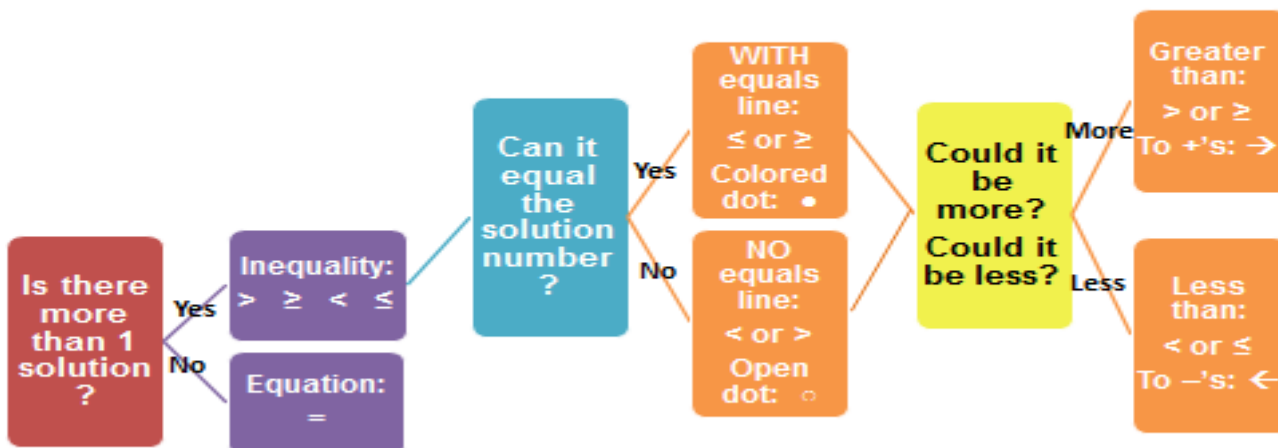 Is there
more
than 1
solution
?
Yes
No
Inequality:
> ≥ < ≤
Equation:
=
Can it
equal
the
solution
number
?
Yes
No
WITH
equals
line:
≤ or ≥
Colored
dot: ●
NO
equals
line:
< or >
Open
dot: ○
Could it
be
more?
Could it
be less?
More
Less
Greater
than:
> or ≥
To +'s: →
Less
than:
< or ≤
To –'s: ←